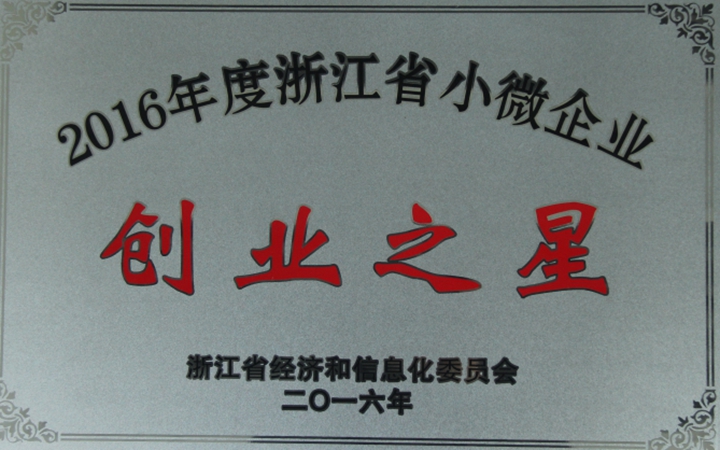 2016年度浙江省小微企业
创业之星
浙江省经济和信息化委员会
二〇一六年